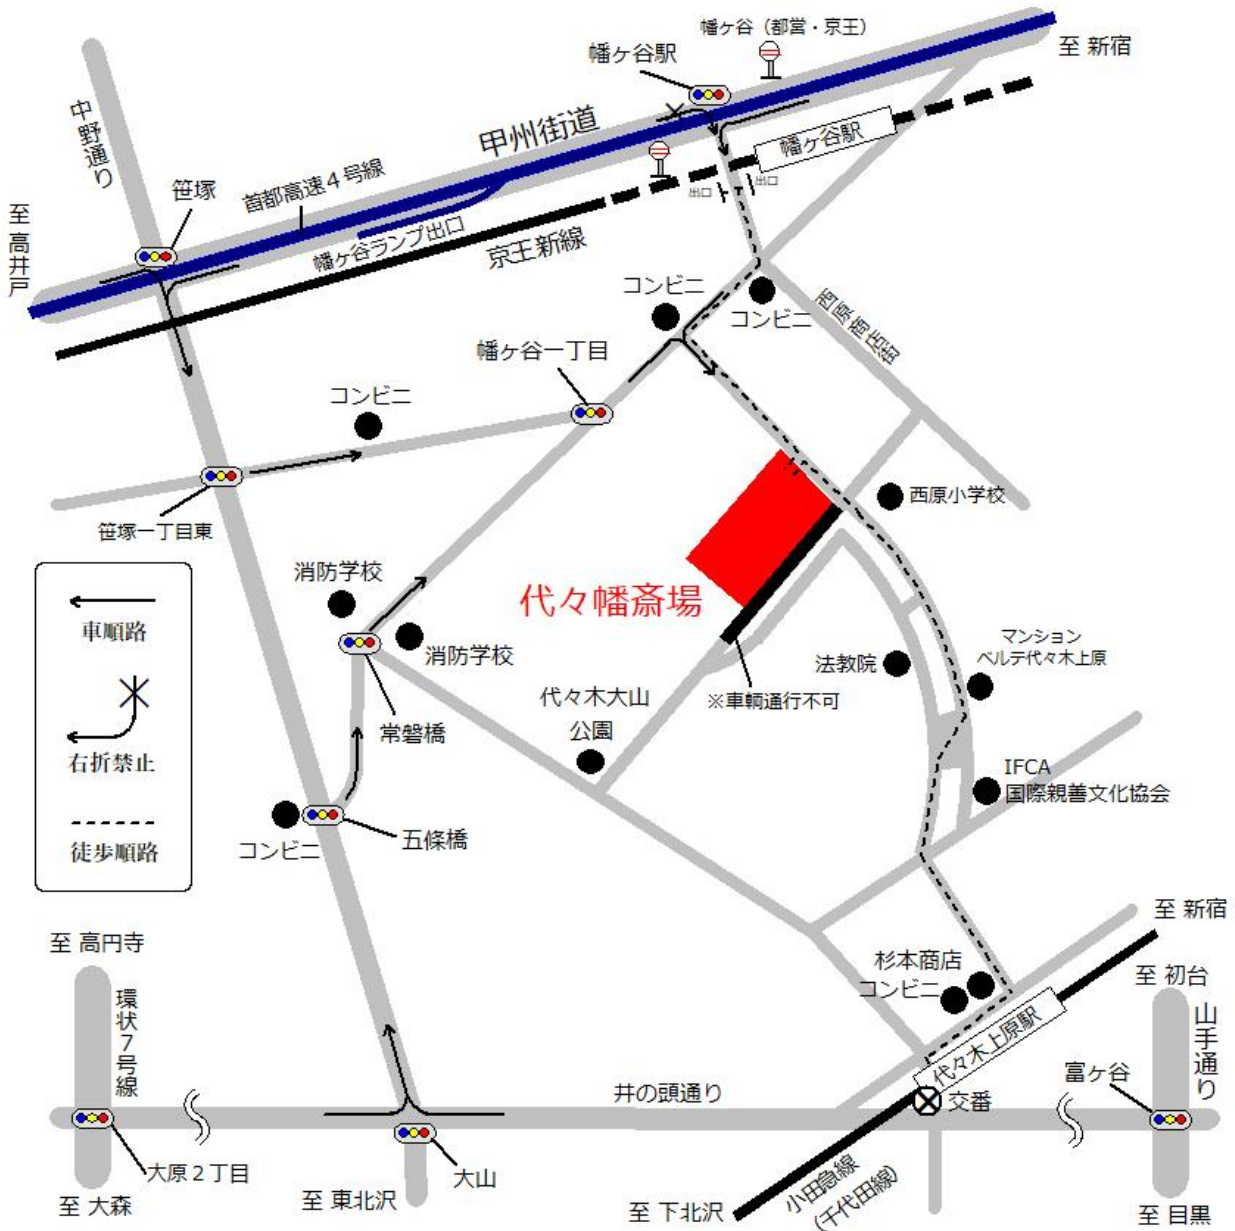 幡ヶ谷（都営・京王）
幡ヶ谷駅
至 新宿
中野通り
甲州街道
幡ヶ谷駅
笹塚
首都高速４号線
出口
出口
至 高井戸
幡ヶ谷ランプ出口
京王新線
コンビニ
コンビニ
西原商店街
幡ヶ谷一丁目
コンビニ
西原小学校
笹塚一丁目東
消防学校
代々幡斎場
車順路
消防学校
法教院
マンション
ベルテ代々木上原
代々木大山
公園
※車輌通行不可
常磐橋
右折禁止
IFCA
国際親善文化協会
徒歩順路
コンビニ
五條橋
至 高円寺
杉本商店
コンビニ
至 新宿
至 初台
環状７号線
代々木上原駅
山手通り
井の頭通り
富ヶ谷
交番
大原２丁目
大山
至 大森
至 東北沢
至 下北沢
小田急線
(千代田線)
至 目黒